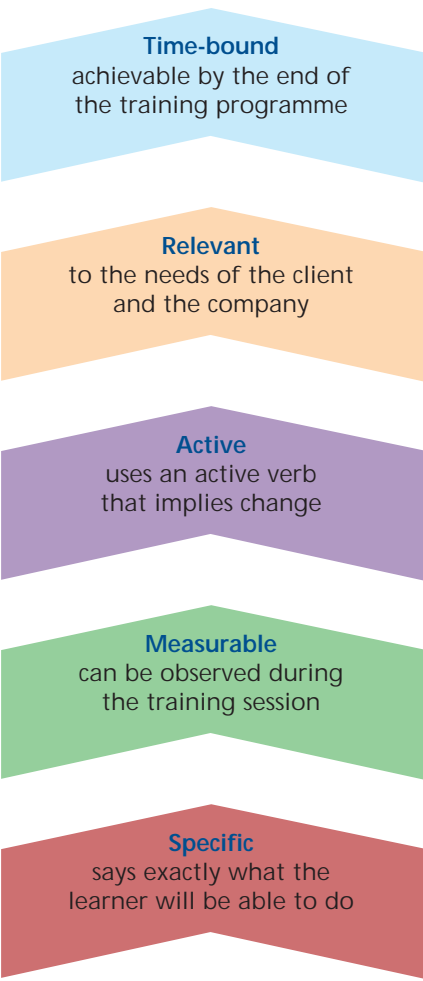 Time-bound
achievable by the end of
the training programme
Relevant
to the needs of the client
and the company
Active
uses an active verb
that implies change
Measurable
can be observed during
the training session
Specific
says exactly what the
learner will be able to do